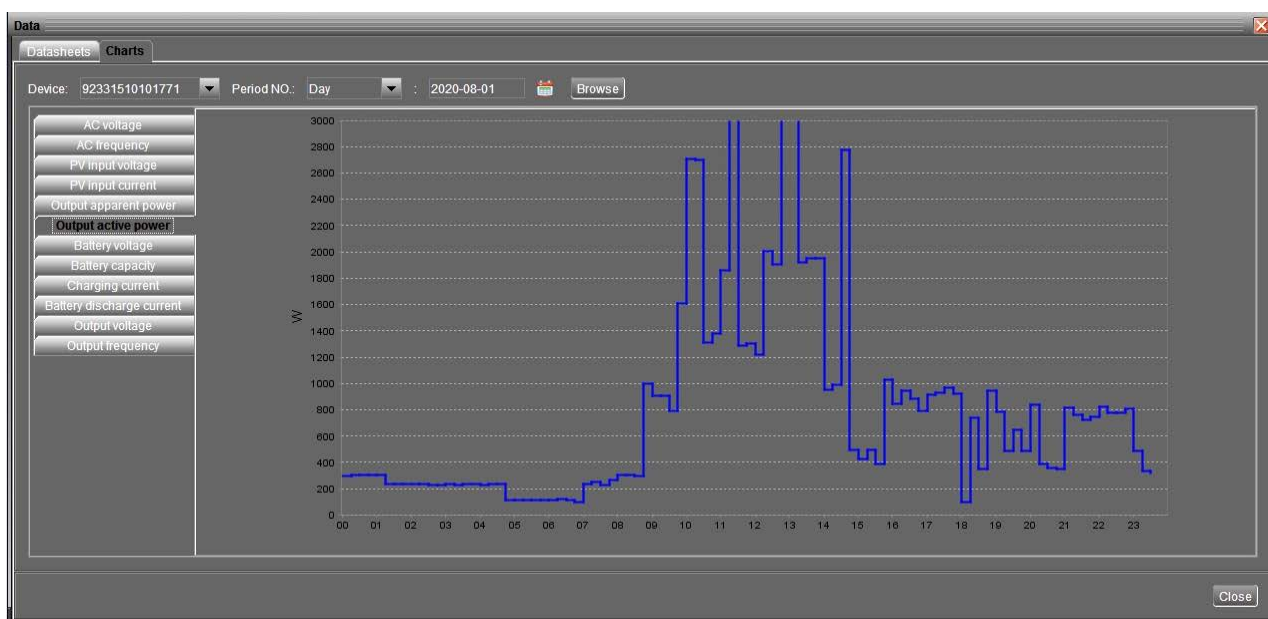 Data
Datasheets Charts
Device: 92331510101771 Period NO.: Day : 2020-08-01 Browse
AC voltage
AC frequency
PV input voltage
PV input current
Output apparent power
Output active power
Battery voltage
Battery capacity
Charging current
Battery discharge current
Output voltage
Output frequency
W
3000
2800
2600
2400
2200
2000
1800
1600
1400
1200
1000
800
600
400
200
0
00 01 02 03 04 05 06 07 08 09 10 11 12 13 14 15 16 17 18 19 20 21 22 23
Close